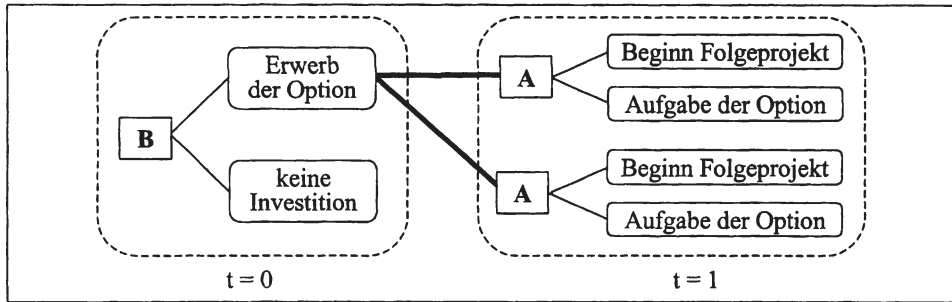 B
Erwerb
der Option
keine
Investition
t = 0
A
Beginn Folgeprojekt
Aufgabe der Option
A
Beginn Folgeprojekt
Aufgabe der Option
t = 1